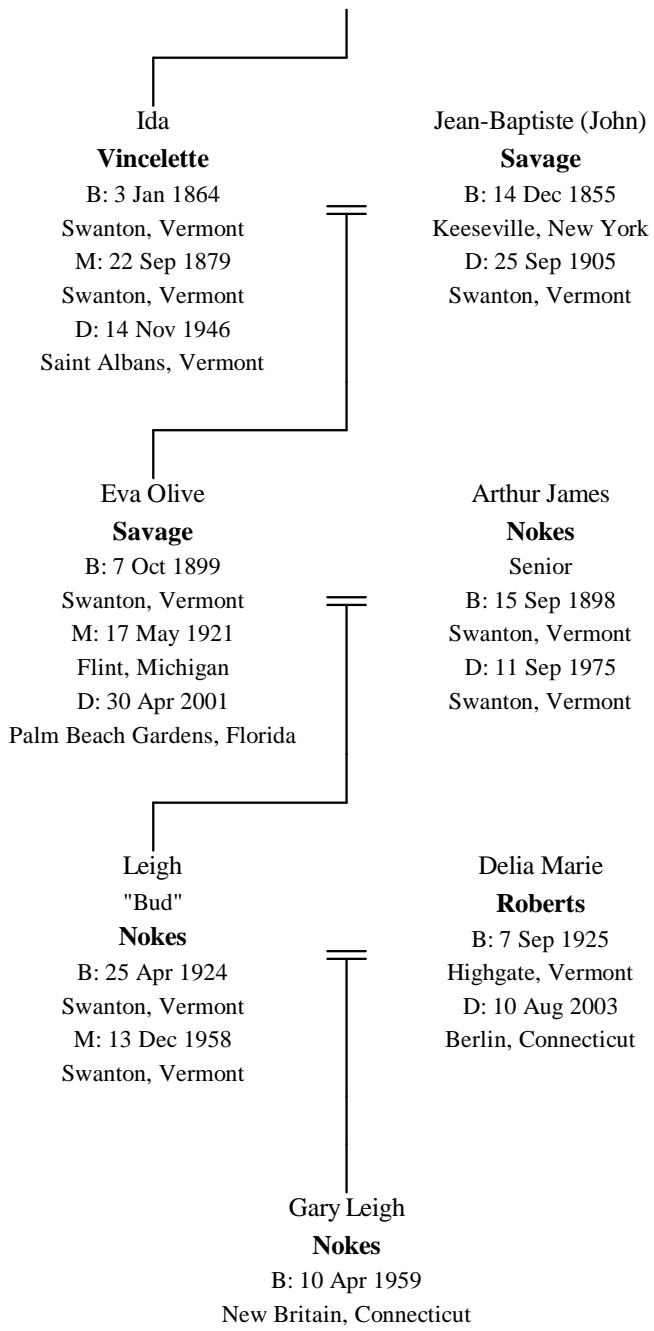 Ida
Vincelette
B: 3 Jan 1864
Swanton, Vermont
M: 22 Sep 1879
Swanton, Vermont
D: 14 Nov 1946
Saint Albans, Vermont
Jean-Baptiste (John)
Savage
B: 14 Dec 1855
Keeseville, New York
D: 25 Sep 1905
Swanton, Vermont
Eva Olive
Savage
B: 7 Oct 1899
Swanton, Vermont
M: 17 May 1921
Flint, Michigan
D: 30 Apr 2001
Palm Beach Gardens, Florida
Arthur James
Nokes
Senior
B: 15 Sep 1898
Swanton, Vermont
D: 11 Sep 1975
Swanton, Vermont
Leigh
"Bud"
Nokes
B: 25 Apr 1924
Swanton, Vermont
M: 13 Dec 1958
Swanton, Vermont
Delia Marie
Roberts
B: 7 Sep 1925
Highgate, Vermont
D: 10 Aug 2003
Berlin, Connecticut
Gary Leigh
Nokes
B: 10 Apr 1959
New Britain, Connecticut